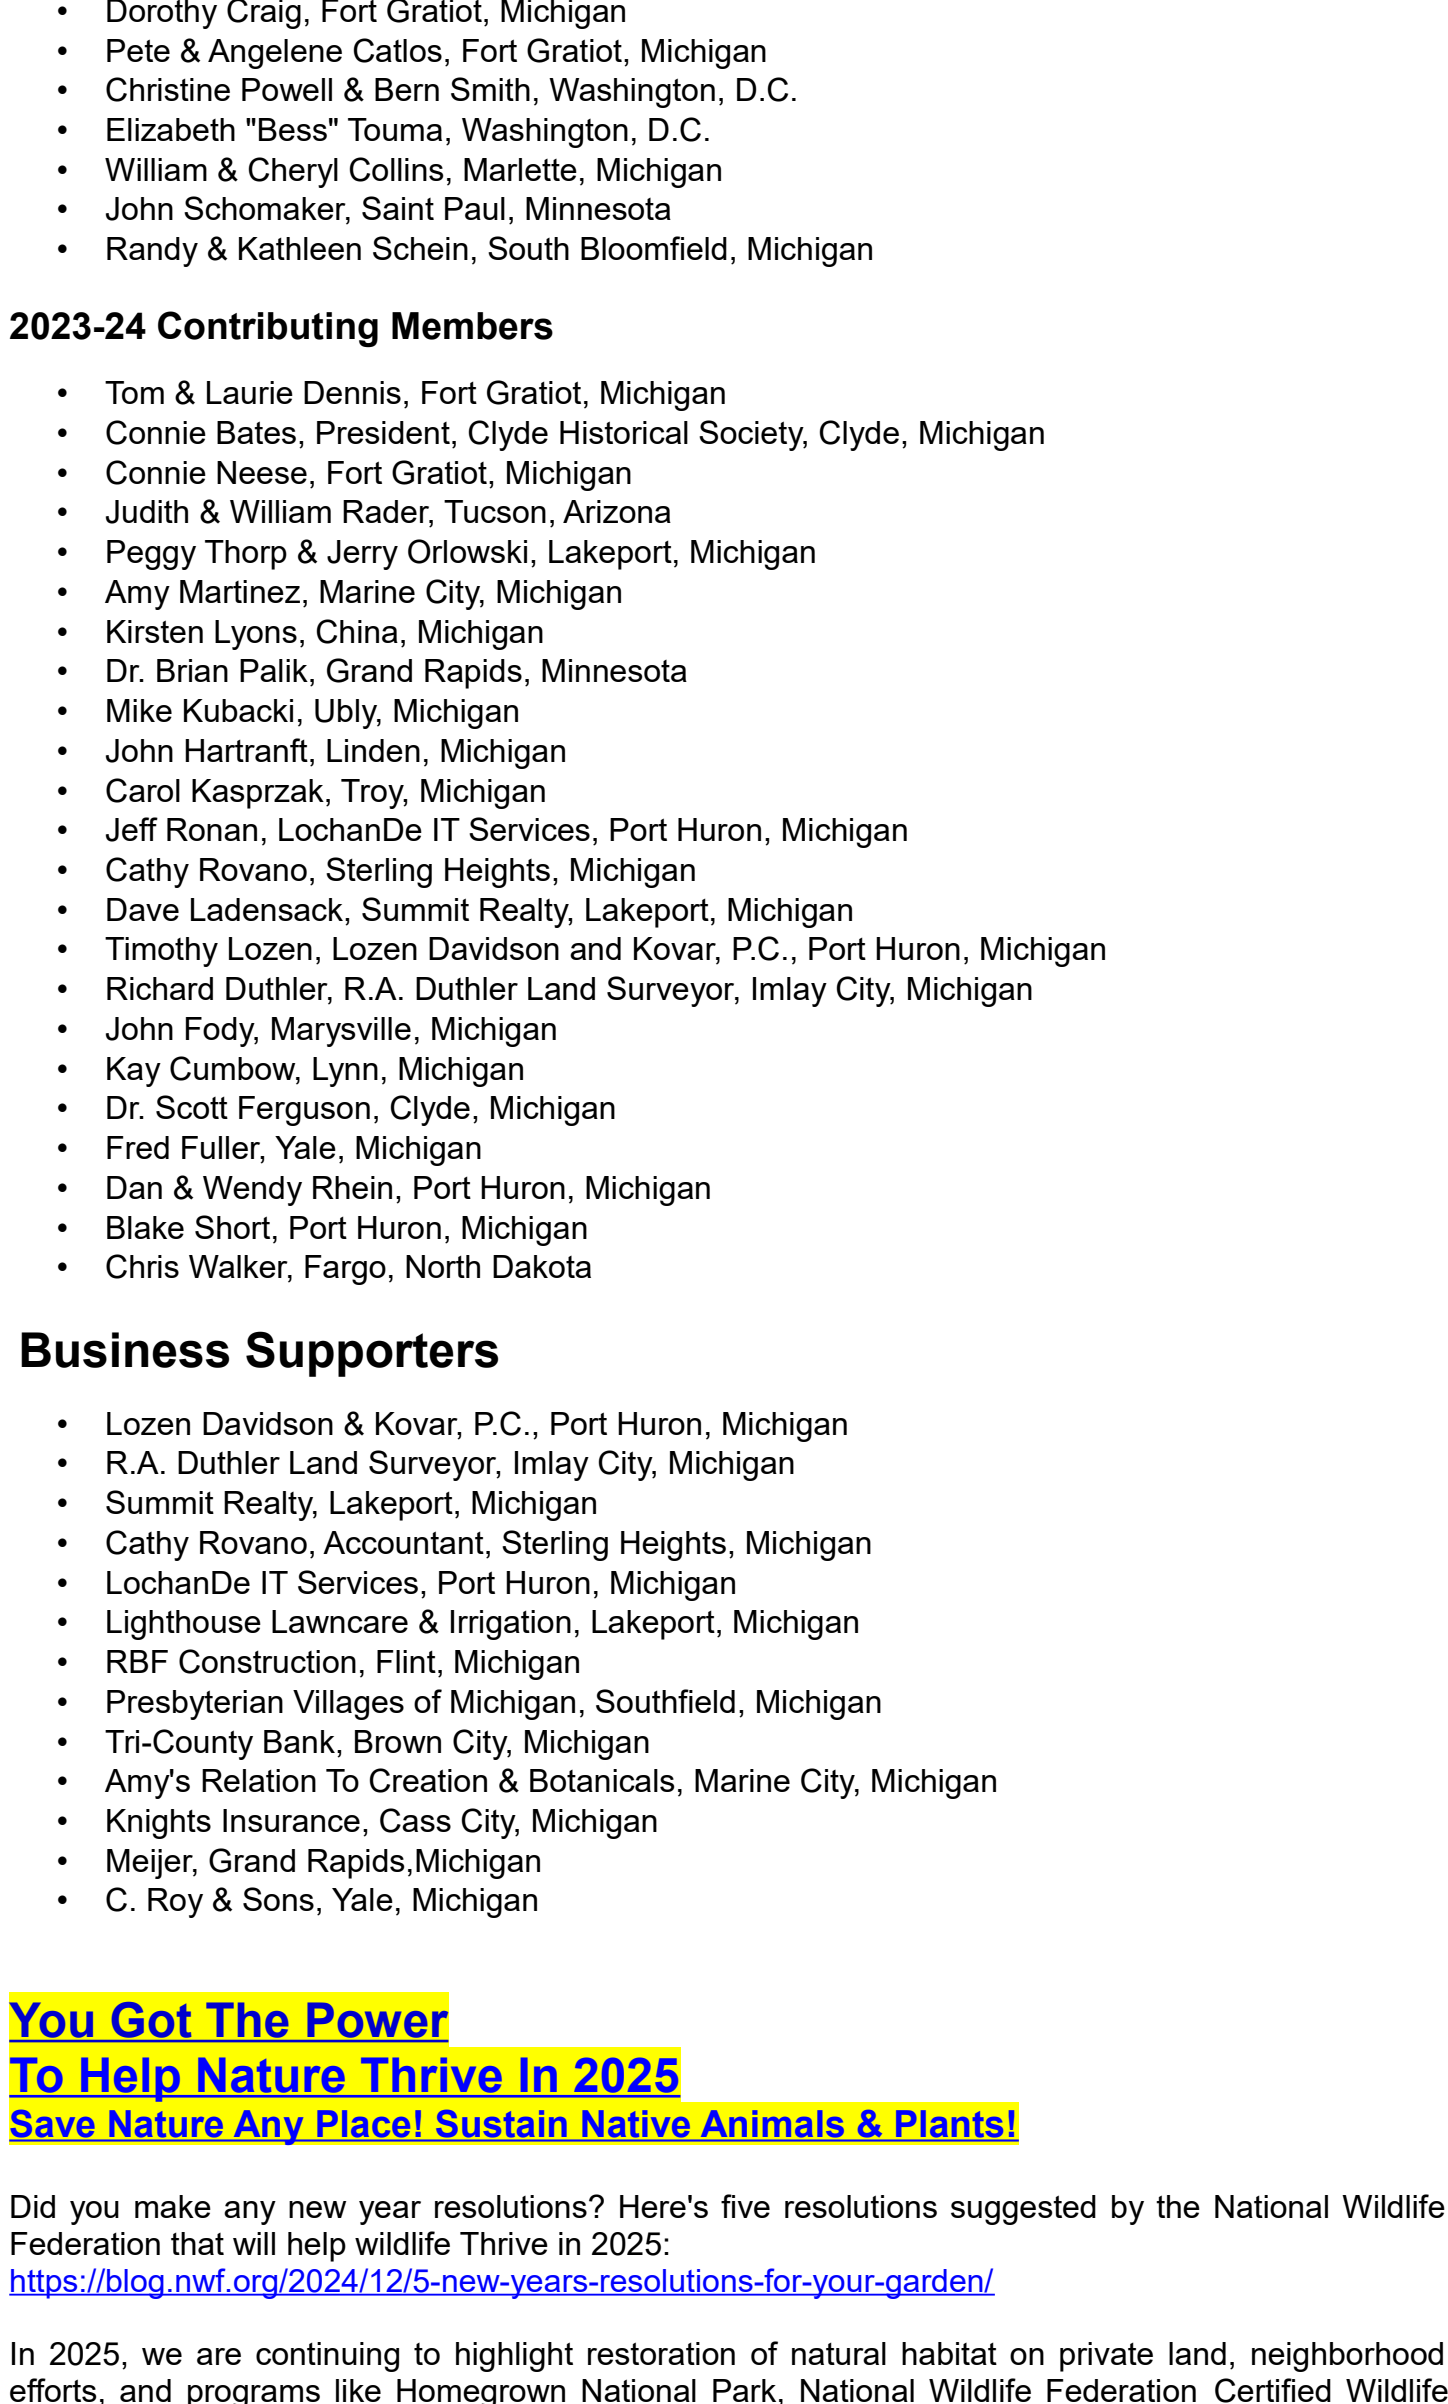 • Dorothy Craig, Fort Gratiot, Michigan
• Pete & Angelene Catlos, Fort Gratiot, Michigan
• Christine Powell & Bern Smith, Washington, D.C.
• Elizabeth "Bess" Touma, Washington, D.C.
• William & Cheryl Collins, Marlette, Michigan
• John Schomaker, Saint Paul, Minnesota
• Randy & Kathleen Schein, South Bloomfield, Michigan
2023-24 Contributing Members
• Tom & Laurie Dennis, Fort Gratiot, Michigan
• Connie Bates, President, Clyde Historical Society, Clyde, Michigan
• Connie Neese, Fort Gratiot, Michigan
• Judith & William Rader, Tucson, Arizona
• Peggy Thorp & Jerry Orlowski, Lakeport, Michigan
• Amy Martinez, Marine City, Michigan
• Kirsten Lyons, China, Michigan
• Dr. Brian Palik, Grand Rapids, Minnesota
• Mike Kubacki, Ubly, Michigan
• John Hartranft, Linden, Michigan
• Carol Kasprzak, Troy, Michigan
• Jeff Ronan, LochanDe IT Services, Port Huron, Michigan
• Cathy Rovano, Sterling Heights, Michigan
• Dave Ladensack, Summit Realty, Lakeport, Michigan
• Timothy Lozen, Lozen Davidson and Kovar, P.C., Port Huron, Michigan
• Richard Duthler, R.A. Duthler Land Surveyor, Imlay City, Michigan
• John Fody, Marysville, Michigan
• Kay Cumbow, Lynn, Michigan
• Dr. Scott Ferguson, Clyde, Michigan
• Fred Fuller, Yale, Michigan
• Dan & Wendy Rhein, Port Huron, Michigan
• Blake Short, Port Huron, Michigan
• Chris Walker, Fargo, North Dakota
Business Supporters
• Lozen Davidson & Kovar, P.C., Port Huron, Michigan
• R.A. Duthler Land Surveyor, Imlay City, Michigan
• Summit Realty, Lakeport, Michigan
• Cathy Rovano, Accountant, Sterling Heights, Michigan
• LochanDe IT Services, Port Huron, Michigan
• Lighthouse Lawncare & Irrigation, Lakeport, Michigan
• RBF Construction, Flint, Michigan
• Presbyterian Villages of Michigan, Southfield, Michigan
• Tri-County Bank, Brown City, Michigan
• Amy's Relation To Creation & Botanicals, Marine City, Michigan
• Knights Insurance, Cass City, Michigan
• Meijer, Grand Rapids,Michigan
• C. Roy & Sons, Yale, Michigan
You Got The Power
To Help Nature Thrive In 2025
Save Nature Any Place! Sustain Native Animals & Plants!
Did you make any new year resolutions? Here's five resolutions suggested by the National Wildlife
Federation that will help wildlife Thrive in 2025:
https://blog.nwf.org/2024/12/5-new-years-resolutions-for-your-garden/
In 2025, we are continuing to highlight restoration of natural habitat on private land, neighborhood
efforts, and programs like Homegrown National Park, National Wildlife Federation Certified Wildlife